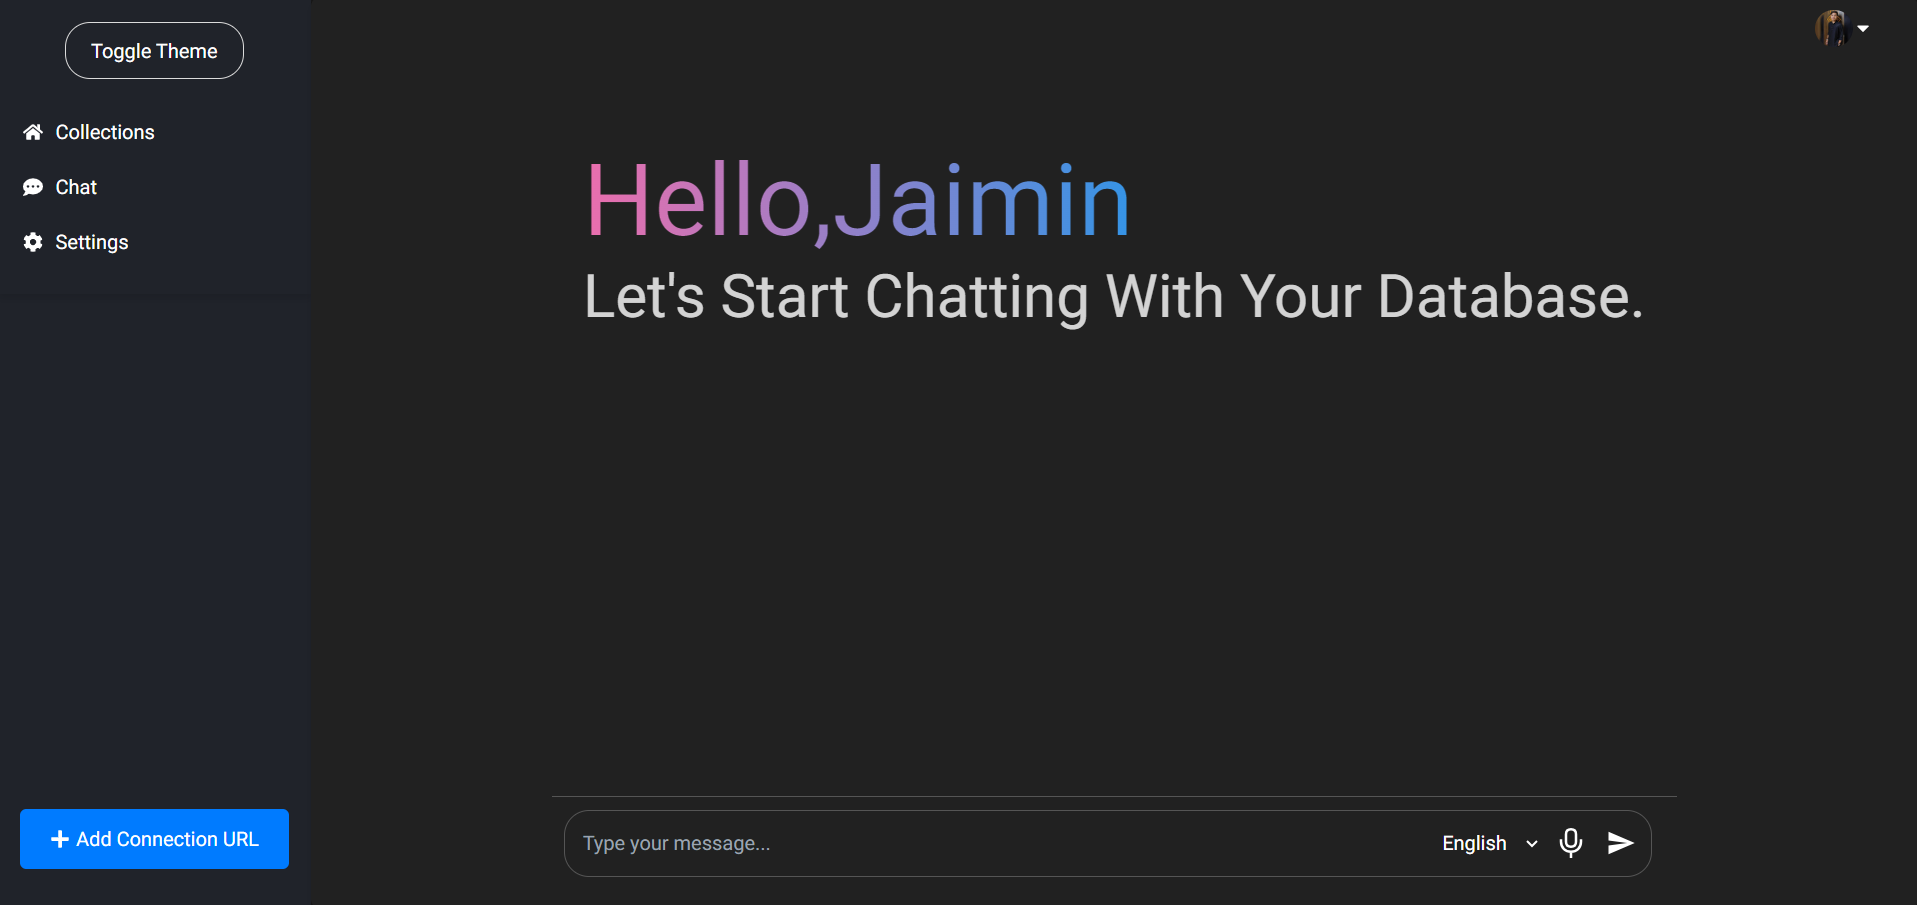 Toggle Theme
Collections
Chat
Settings
Add Connection URL
Hello,Jaimin
Let's Start Chatting With Your Database.
Type your message...
English